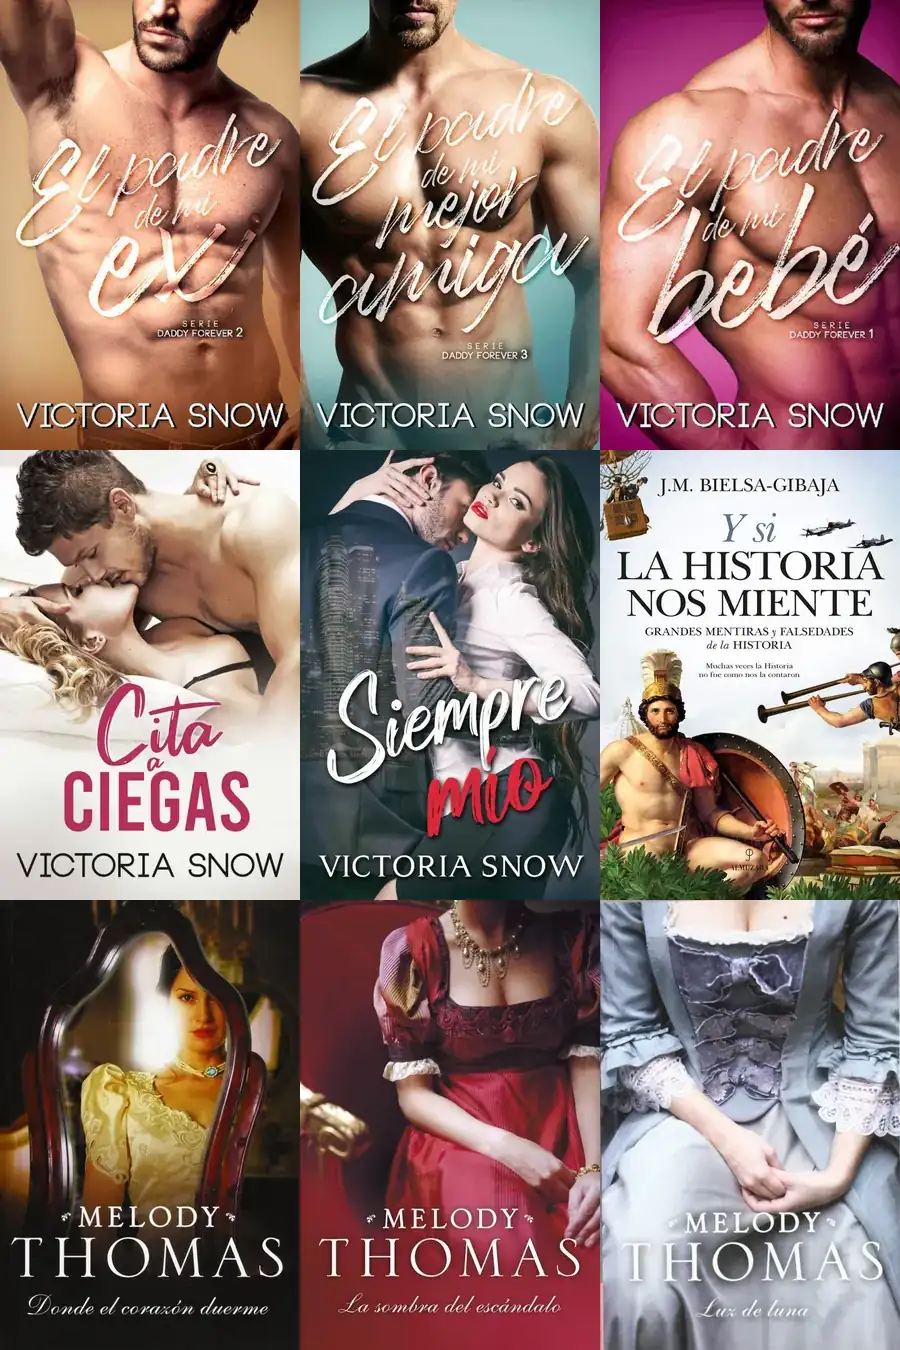 El padre
de mi
ex
SERIE
DADDY FOREVER 2
VICTORIA SNOW
El padre
de mi
mejor
amiga
SERIE
DADDY FOREVER 3
VICTORIA SNOW
El padre
de mi
bebé
SERIE
DADDY FOREVER 1
VICTORIA SNOW
Cita
a
CIEGAS
VICTORIA SNOW
Siempre
mío
VICTORIA SNOW
J.M. BIELSA-GIBAJA
Y si
LA HISTORIA
NOS MIENTE
GRANDES MENTIRAS y FALSEDADES
de la HISTORIA
Muchas veces la Historia
no fue como nos la contaron
ALMUZARA
MELODY
THOMAS
Donde el corazón duerme
MELODY
THOMAS
La sombra del escándalo
MELODY
THOMAS
Luz de luna